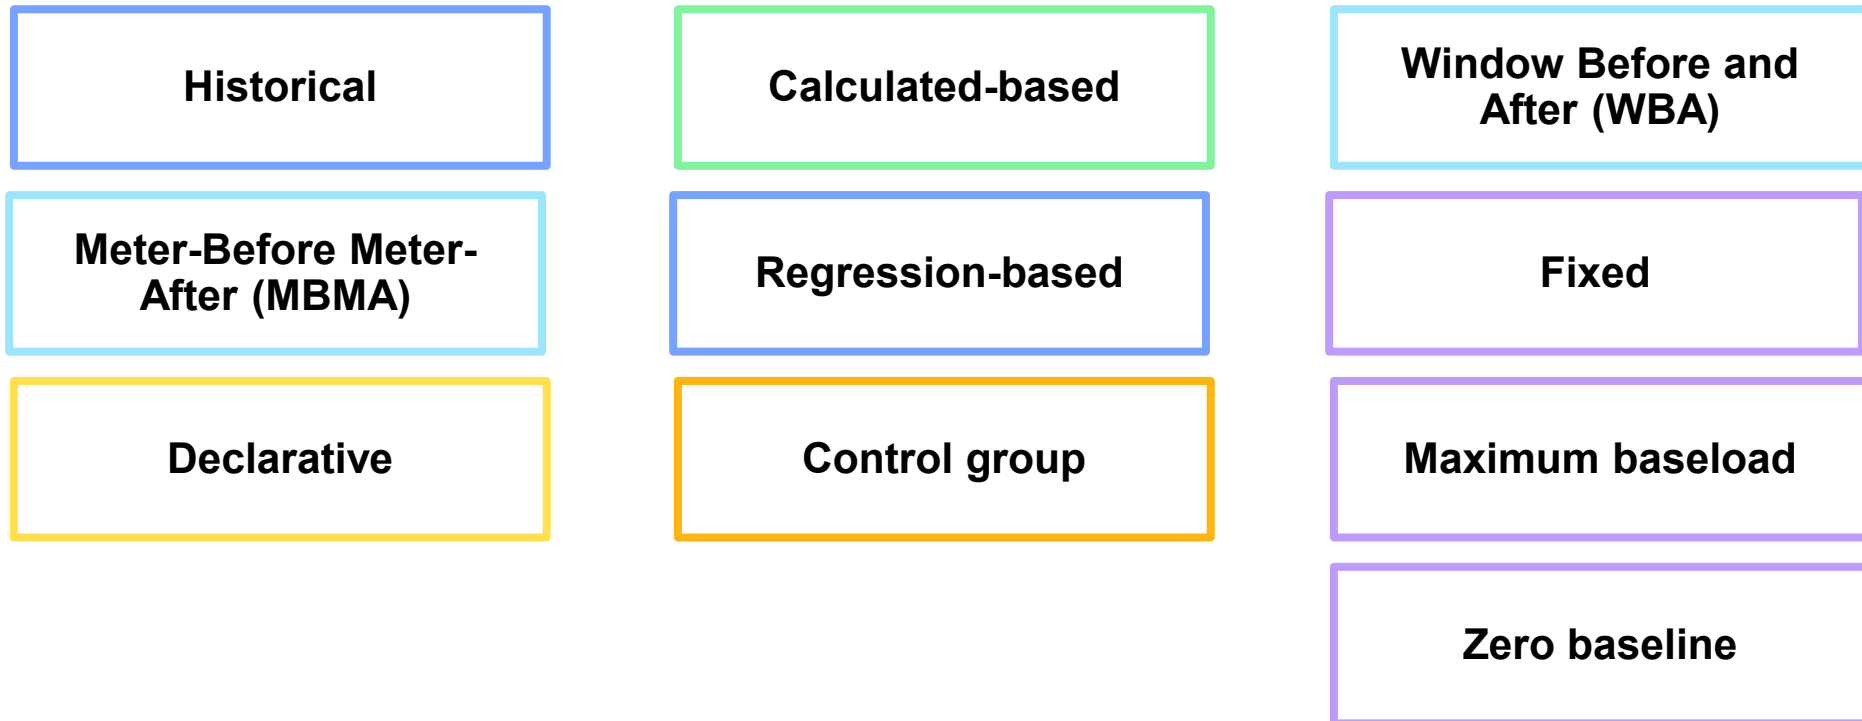 Historical
Calculated-based
Window Before and
After (WBA)
Meter-Before Meter-
After (MBMA)
Regression-based
Fixed
Declarative
Control group
Maximum baseload
Zero baseline